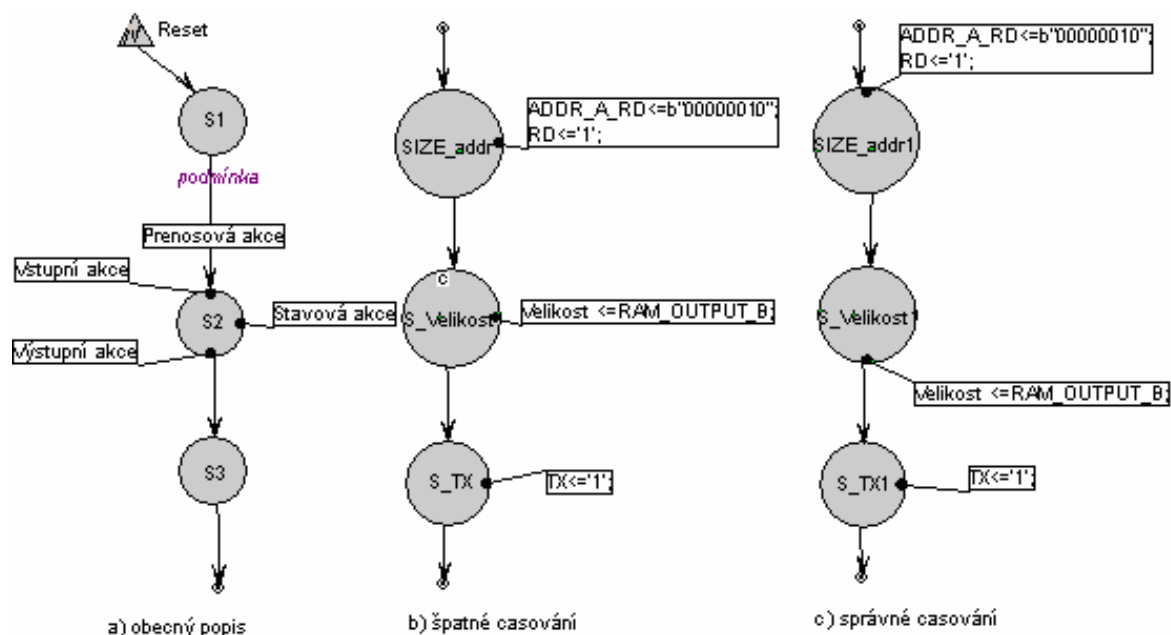 Reset
S1
podmínka
Prenosová akce
Vstupní akce
S2
Stavová akce
Výstupní akce
S3
a) obecný popis
ADDR_A_RD<=b"00000010";
RD<='1';
SIZE_addr
c
S_Velikost
Velikost <=RAM_OUTPUT_B;
S_TX
TX<='1';
b) špatné casování
ADDR_A_RD<=b"00000010";
RD<='1';
SIZE_addr1
S_Velikost1
Velikost <=RAM_OUTPUT_B;
S_TX1
TX<='1';
c) správné casování